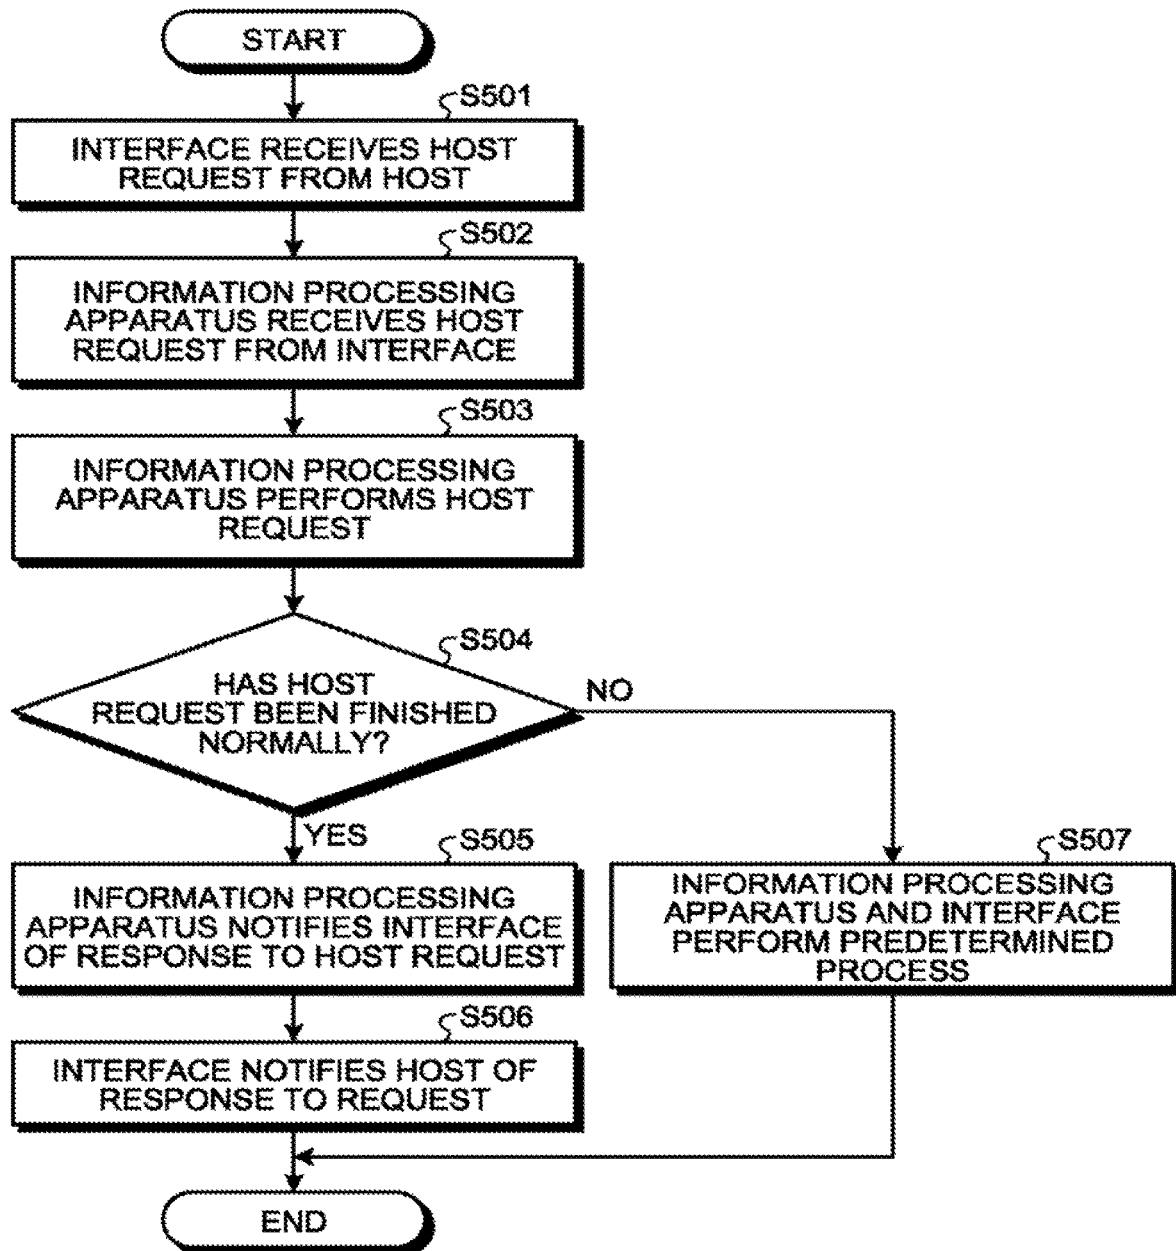 START
S501
INTERFACE RECEIVES HOST
REQUEST FROM HOST
S502
INFORMATION PROCESSING
APPARATUS RECEIVES HOST
REQUEST FROM INTERFACE
S503
INFORMATION PROCESSING
APPARATUS PERFORMS HOST
REQUEST
S504
HAS HOST
REQUEST BEEN FINISHED
NORMALLY?
NO
YES
S505
INFORMATION PROCESSING
APPARATUS NOTIFIES INTERFACE
OF RESPONSE TO HOST REQUEST
S507
INFORMATION PROCESSING
APPARATUS AND INTERFACE
PERFORM PREDETERMINED
PROCESS
S506
INTERFACE NOTIFIES HOST OF
RESPONSE TO REQUEST
END